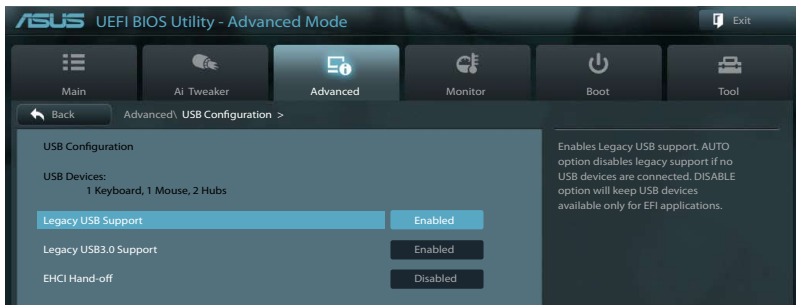 ASUS UEFI BIOS Utility - Advanced Mode
Exit
Main
Ai Tweaker
Advanced
Monitor
Boot
Tool
Back
Advanced\ USB Configuration >
USB Configuration
USB Devices:
1 Keyboard, 1 Mouse, 2 Hubs
Legacy USB Support Enabled
Legacy USB3.0 Support Enabled
EHCI Hand-off Disabled
Enables Legacy USB support. AUTO
option disables legacy support if no
USB devices are connected. DISABLE
option will keep USB devices
available only for EFI applications.